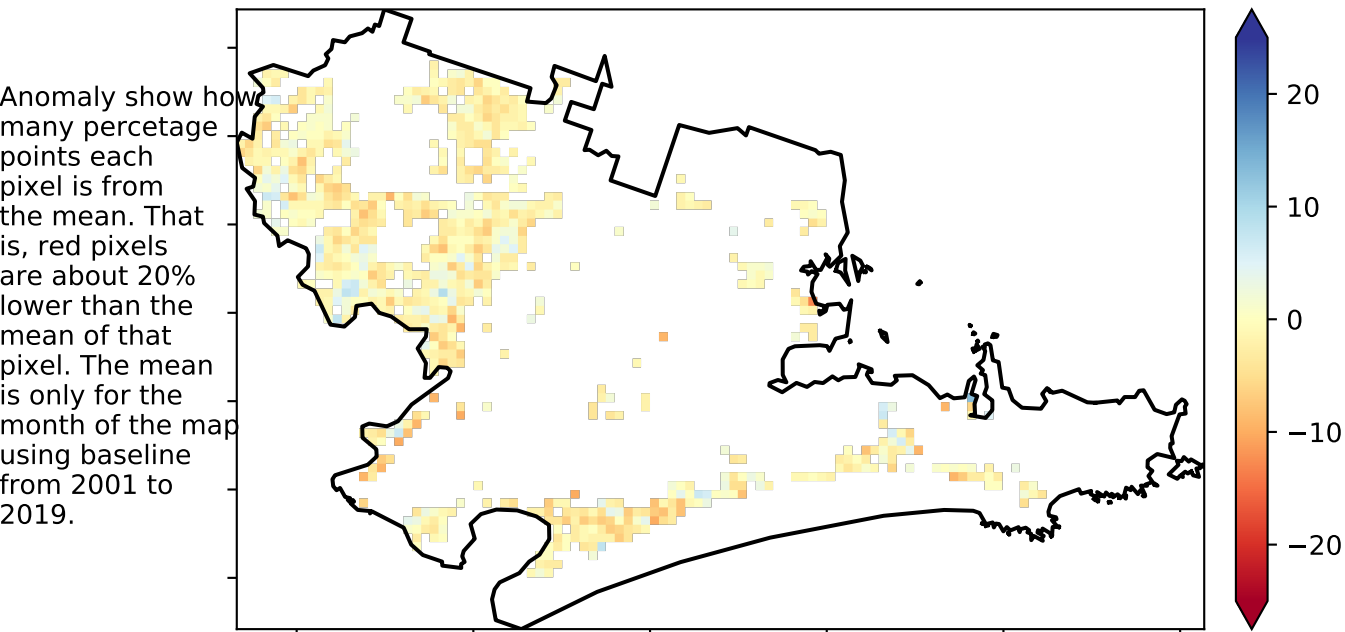 Anomaly show how
many percetage
points each
pixel is from
the mean. That
is, red pixels
are about 20%
lower than the
mean of that
pixel. The mean
is only for the
month of the map
using baseline
from 2001 to
2019.
20
10
0
−10
−20